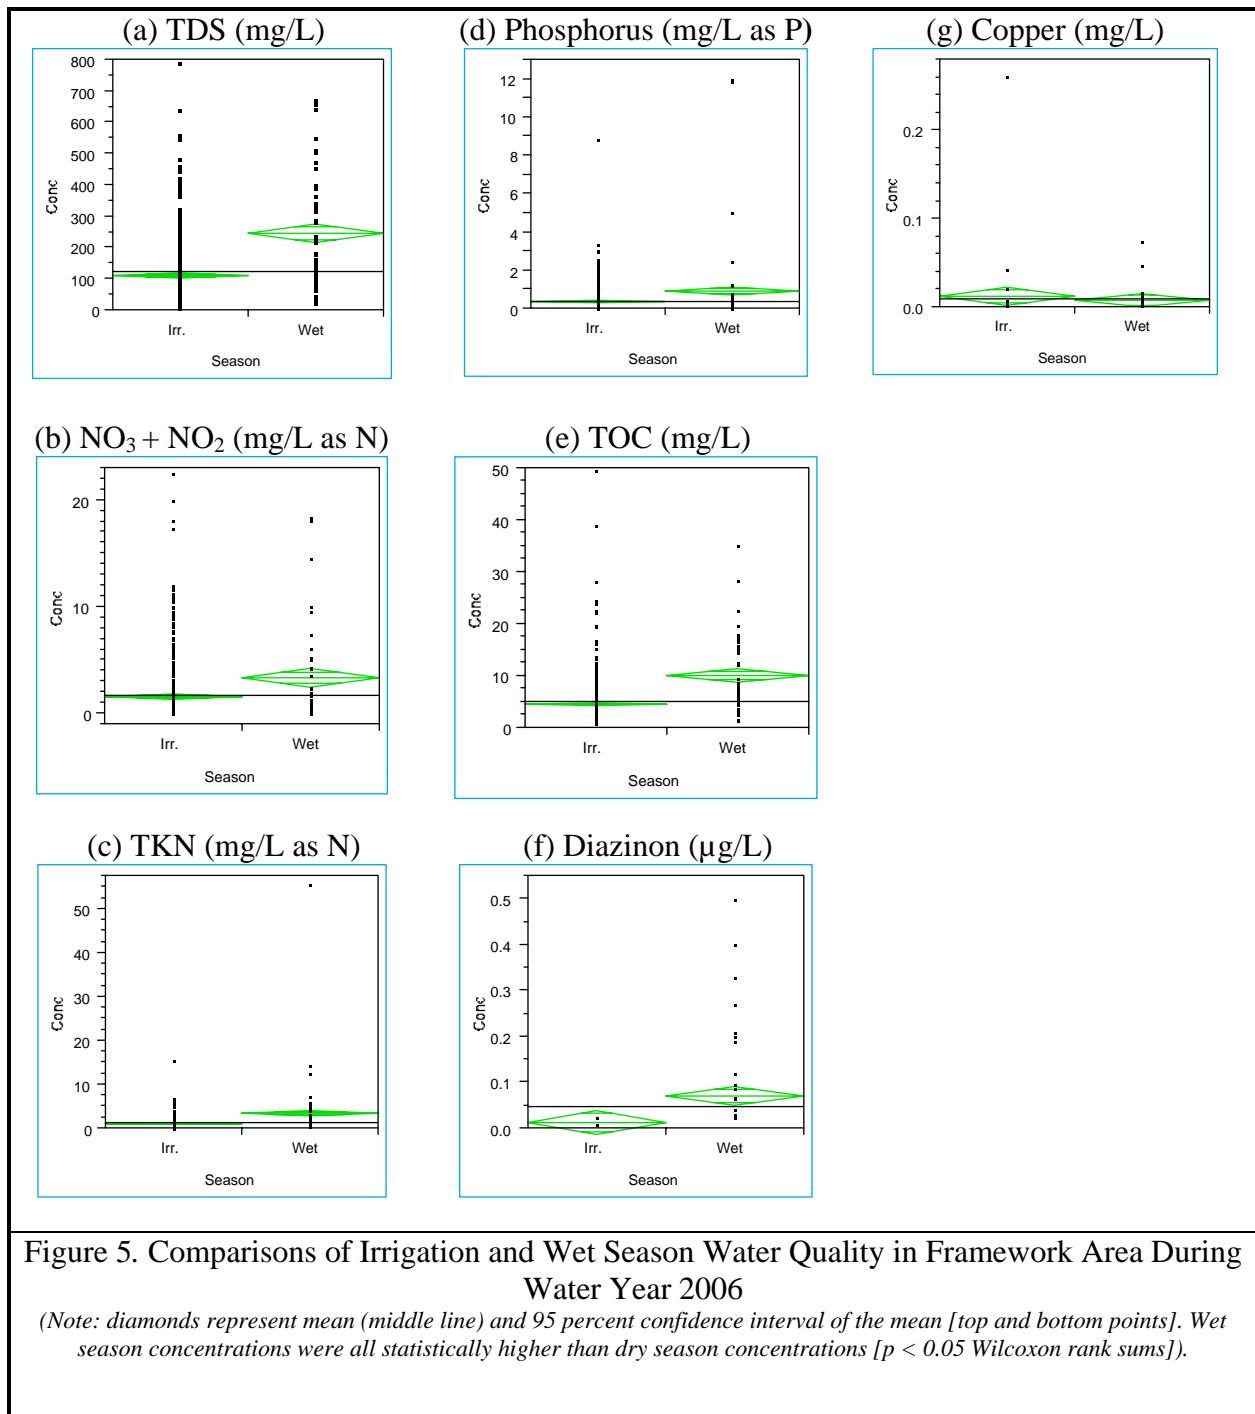 (a) TDS (mg/L)
800
700
600
500
400
300
200
100
0
Conc
Irr.
Wet
Season
(d) Phosphorus (mg/L as P)
12
10
8
6
4
2
0
Conc
Irr.
Wet
Season
(g) Copper (mg/L)
0.2
0.1
0.0
Conc
Irr.
Wet
Season
(b) NO₃ + NO₂ (mg/L as N)
20
10
0
Conc
Irr.
Wet
Season
(e) TOC (mg/L)
50
40
30
20
10
0
Conc
Irr.
Wet
Season
(c) TKN (mg/L as N)
50
40
30
20
10
0
Conc
Irr.
Wet
Season
(f) Diazinon (µg/L)
0.5
0.4
0.3
0.2
0.1
0.0
Conc
Irr.
Wet
Season
Figure 5. Comparisons of Irrigation and Wet Season Water Quality in Framework Area During
Water Year 2006
(Note: diamonds represent mean (middle line) and 95 percent confidence interval of the mean [top and bottom points]. Wet
season concentrations were all statistically higher than dry season concentrations [p < 0.05 Wilcoxon rank sums]).